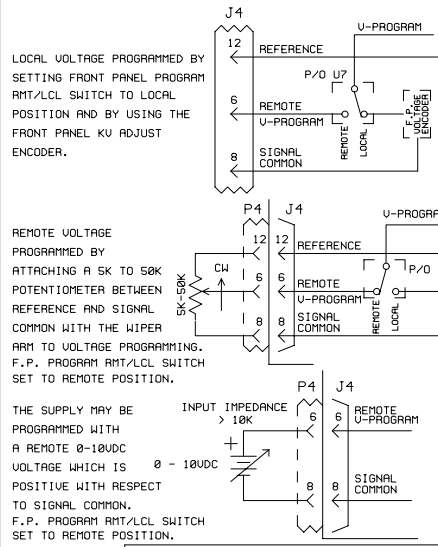 J4
V-PROGRAM
12
REFERENCE
LOCAL VOLTAGE PROGRAMMED BY
SETTING FRONT PANEL PROGRAM
RMT/LCL SWITCH TO LOCAL
POSITION AND BY USING THE
FRONT PANEL KV ADJUST
ENCODER.
P/O U7
6
REMOTE
V-PROGRAM
REMOTE
LOCAL
F.P.
VOLTAGE
ENCODER
8
SIGNAL
COMMON
P4
J4
V-PROGRA
REMOTE VOLTAGE
PROGRAMMED BY
ATTACHING A 5K TO 50K
POTENTIOMETER BETWEEN
REFERENCE AND SIGNAL
COMMON WITH THE WIPER
ARM TO VOLTAGE PROGRAMMING.
F.P. PROGRAM RMT/LCL SWITCH
SET TO REMOTE POSITION.
5K-50K
CW
12
12
REFERENCE
P/O
6
6
REMOTE
V-PROGRAM
REMOTE
LOCAL
8
8
SIGNAL
COMMON
P4
J4
THE SUPPLY MAY BE
PROGRAMMED WITH
A REMOTE 0-10VDC
VOLTAGE WHICH IS
POSITIVE WITH RESPECT
TO SIGNAL COMMON.
F.P. PROGRAM RMT/LCL SWITCH
SET TO REMOTE POSITION.
INPUT IMPEDANCE
> 10K
+
0 - 10VDC
6
6
REMOTE
V-PROGRAM
8
8
SIGNAL
COMMON